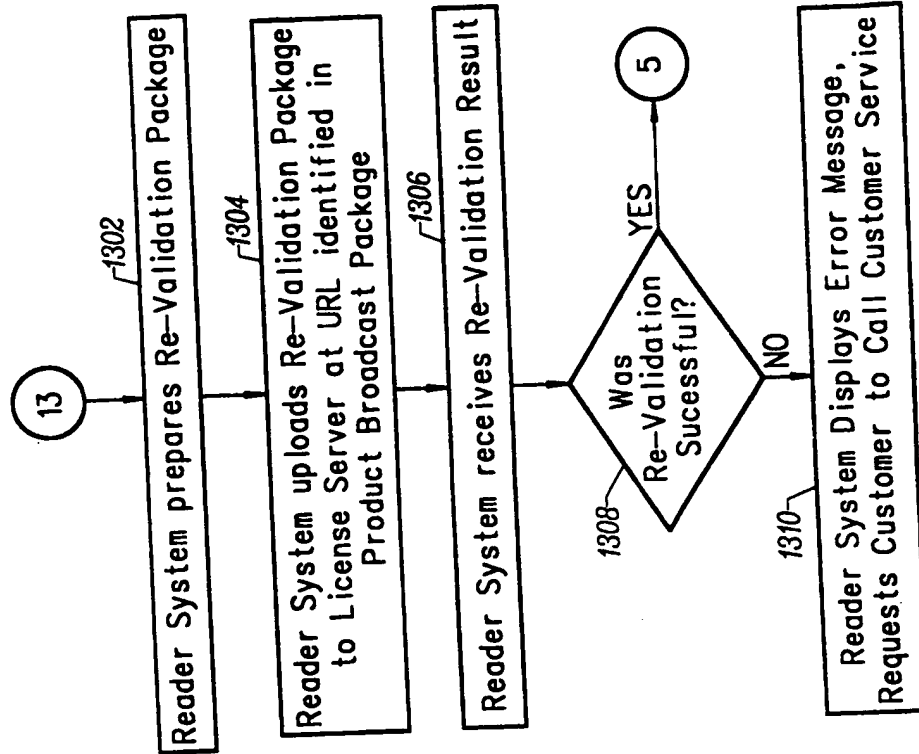 13
1302
Reader System prepares Re-Validation Package
1304
Reader System uploads Re-Validation Package
to License Server at URL identified in
Product Broadcast Package
1306
Reader System receives Re-Validation Result
1308
Was
Re-Validation
Sucessful?
YES
5
NO
1310
Reader System Displays Error Message,
Requests Customer to Call Customer Service